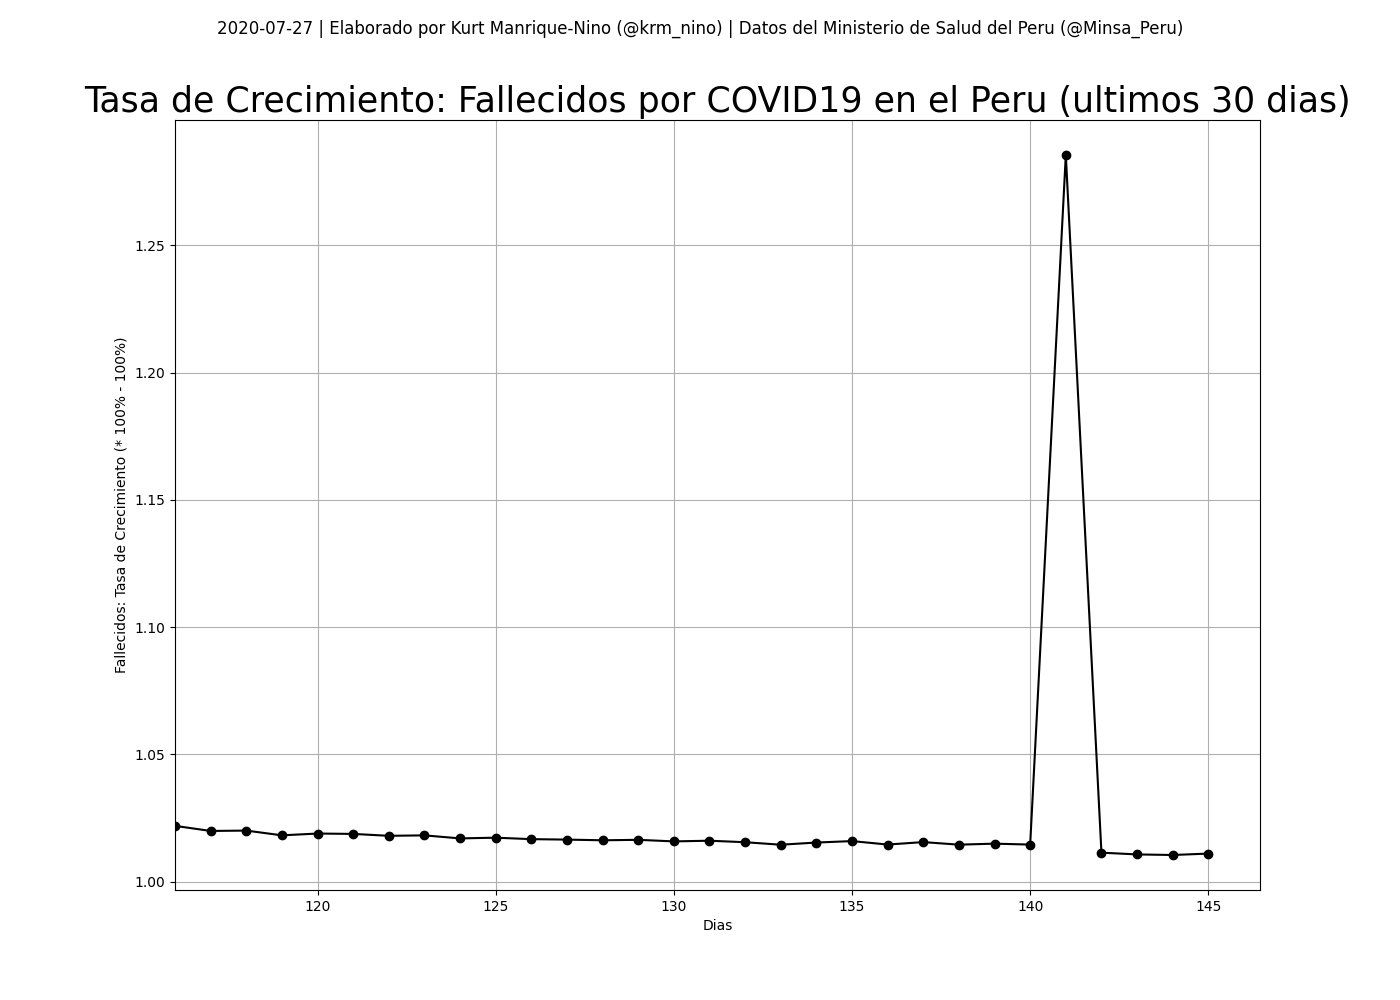 2020-07-27 | Elaborado por Kurt Manrique-Nino (@krm_nino) | Datos del Ministerio de Salud del Peru (@Minsa_Peru)
Tasa de Crecimiento: Fallecidos por COVID19 en el Peru (ultimos 30 dias)
Fallecidos: Tasa de Crecimiento (* 100% - 100%)
1.25
1.20
1.15
1.10
1.05
1.00
120 125 130 135 140 145
Dias